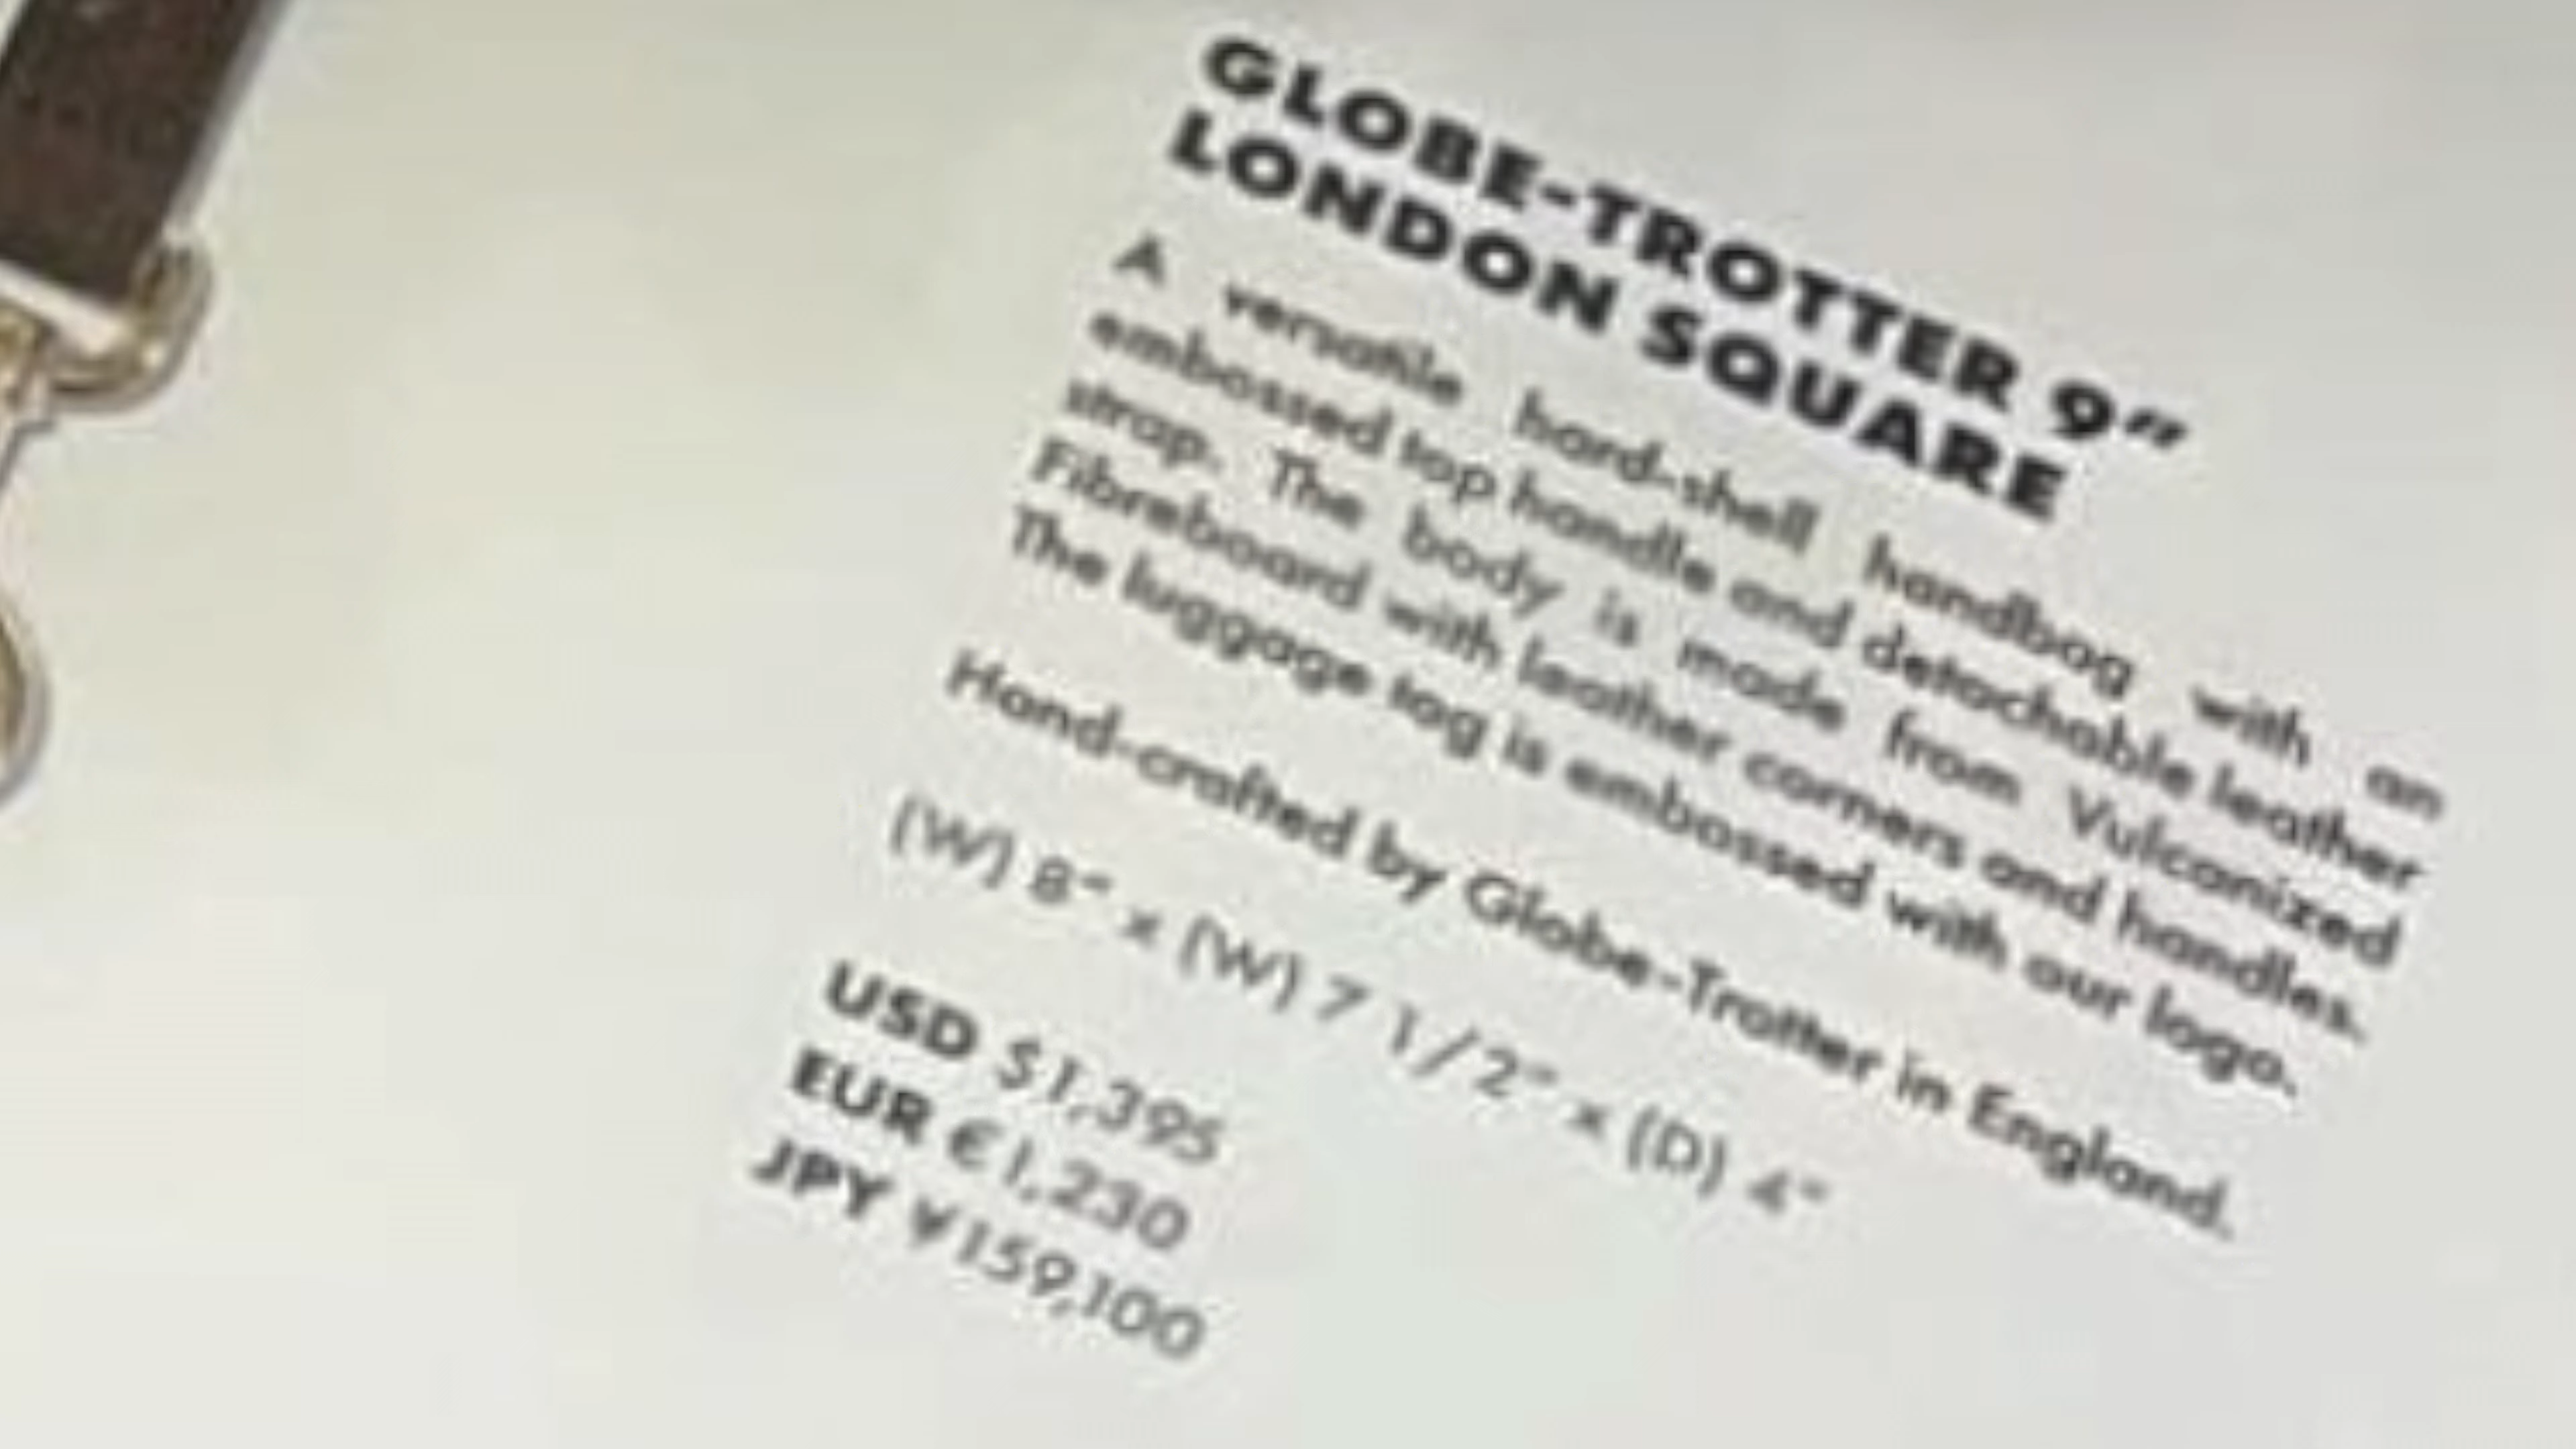 GLOBE-TROTTER 9”
LONDON SQUARE
A versatile hard-shell handbag with an
embossed top handle and detachable leather
strap. The body is made from Vulcanized
Fibreboard with leather corners and handles.
The luggage tag is embossed with our logo.
Hand-crafted by Globe-Trotter in England.
(W) 8” x (W) 7 1/2” x (D) 4”
USD $1,395
EUR €1,230
JPY ¥159,100